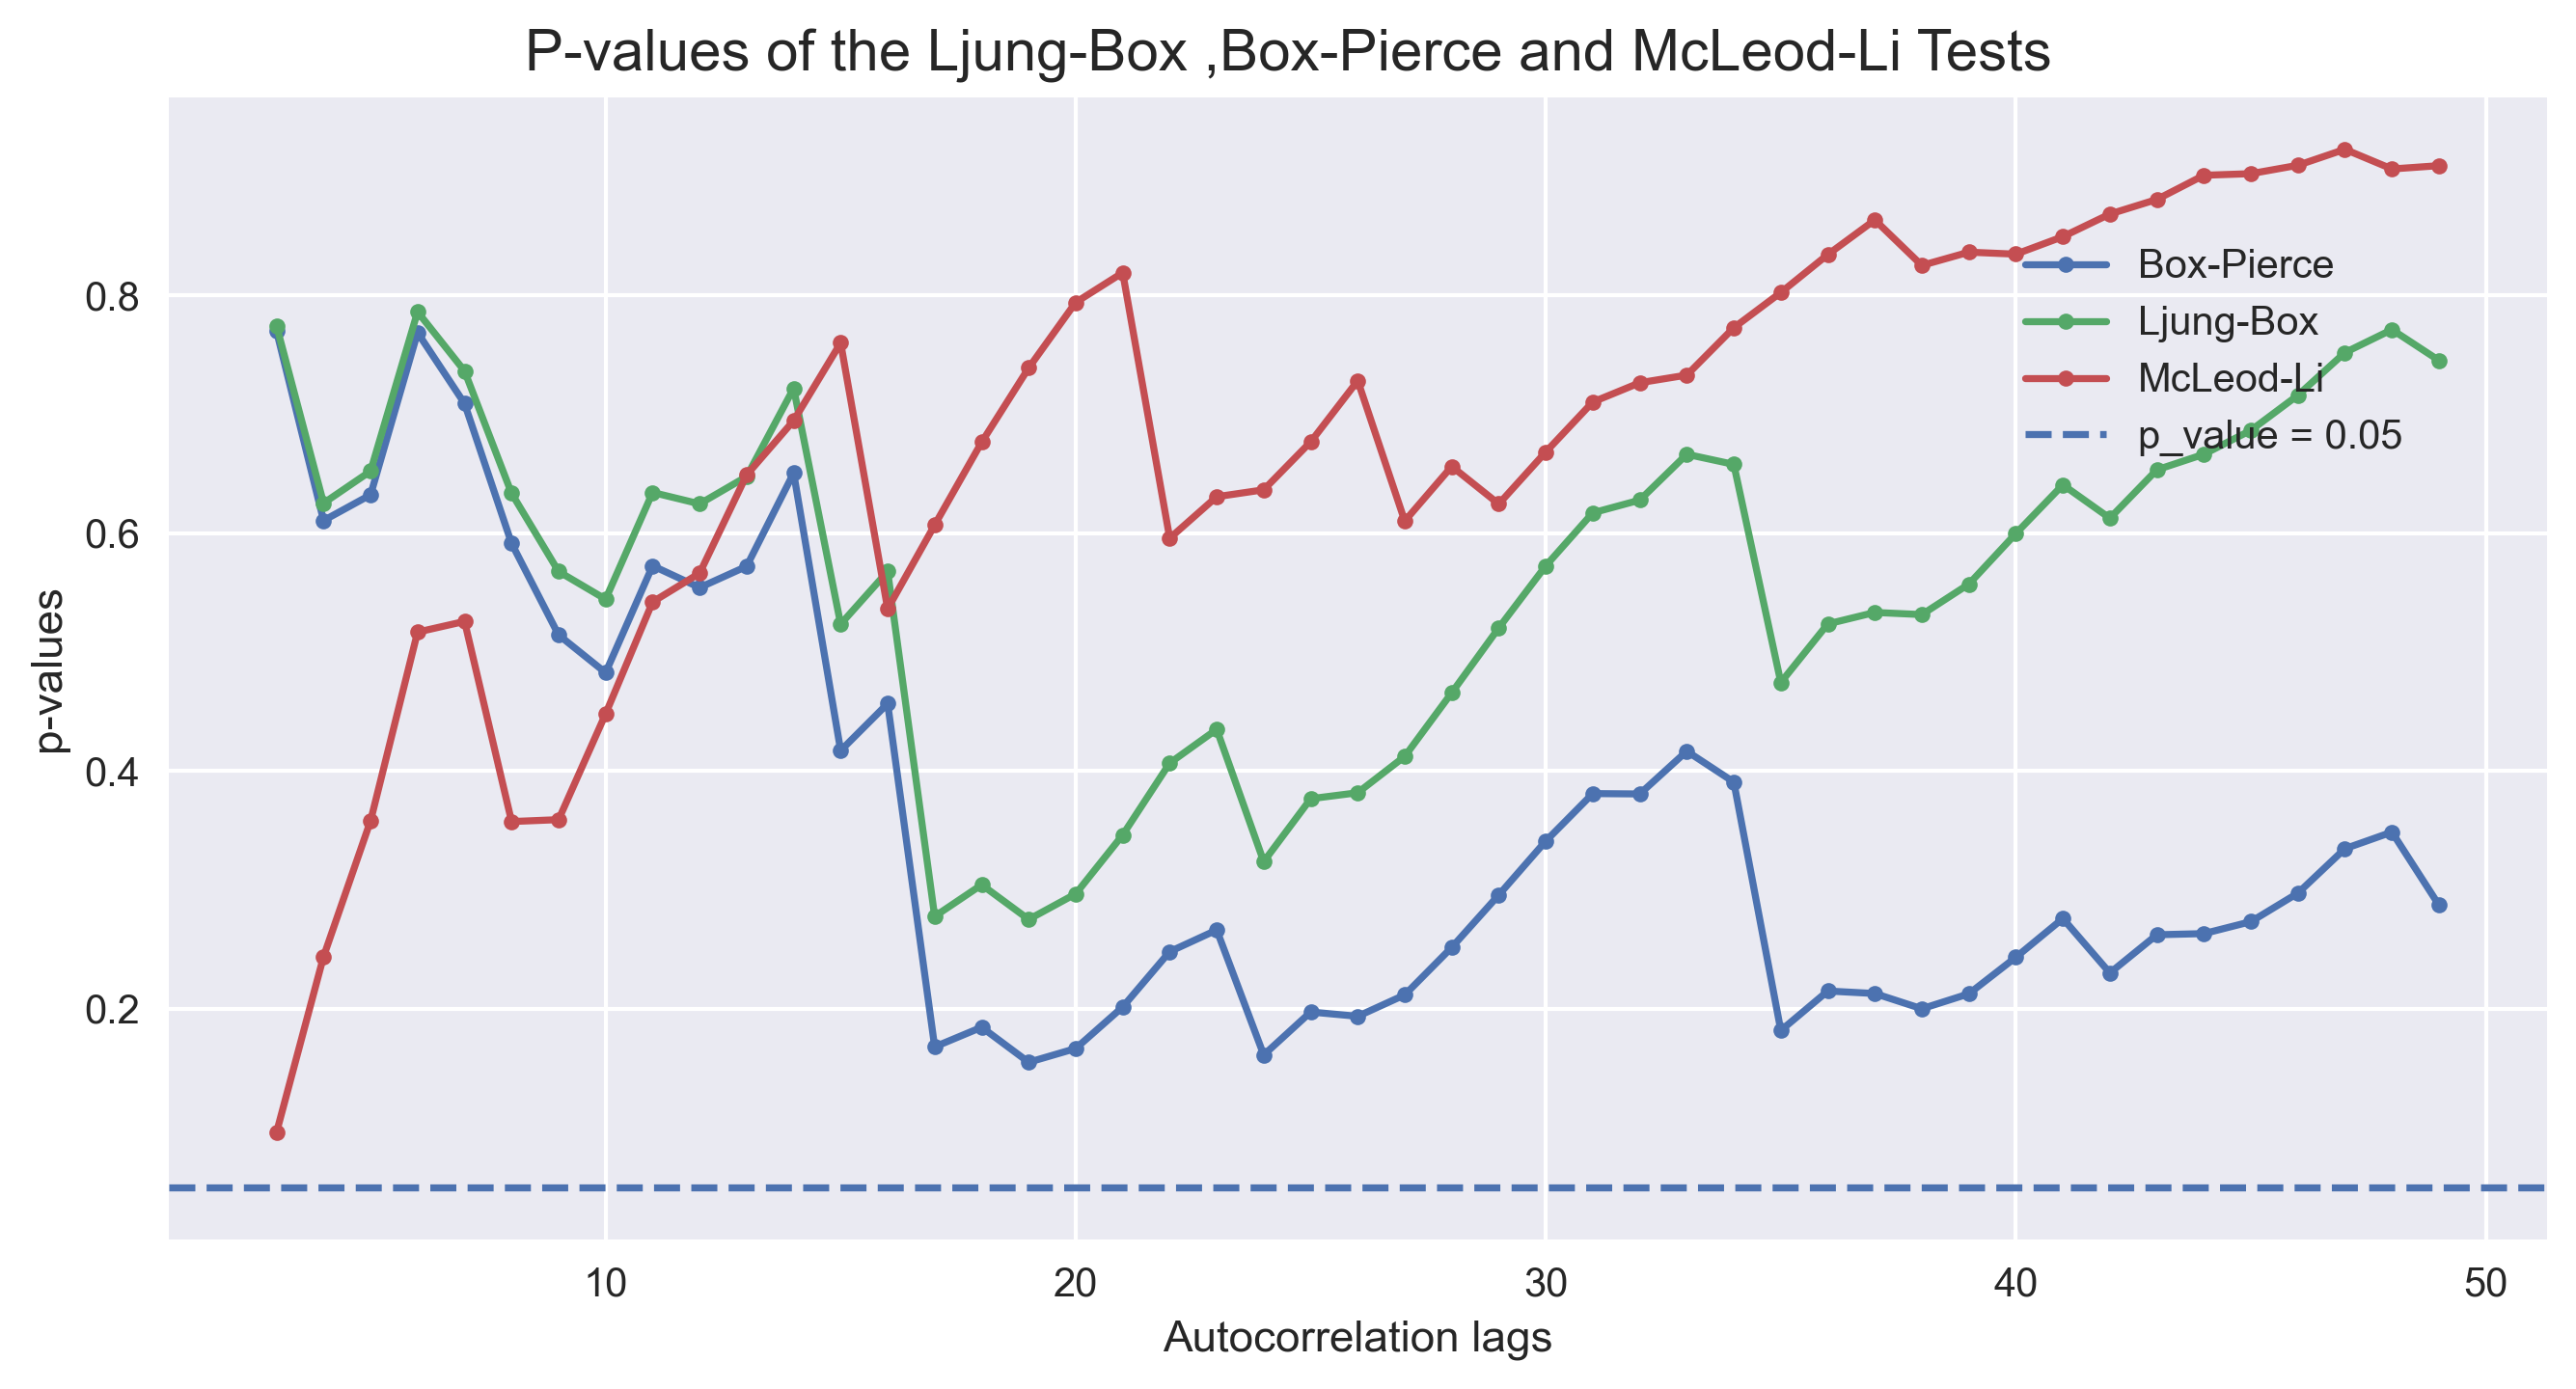 P-values of the Ljung-Box ,Box-Pierce and McLeod-Li Tests
p-values
0.8
0.6
0.4
0.2
Box-Pierce
Ljung-Box
McLeod-Li
p_value = 0.05
10
20
30
40
50
Autocorrelation lags